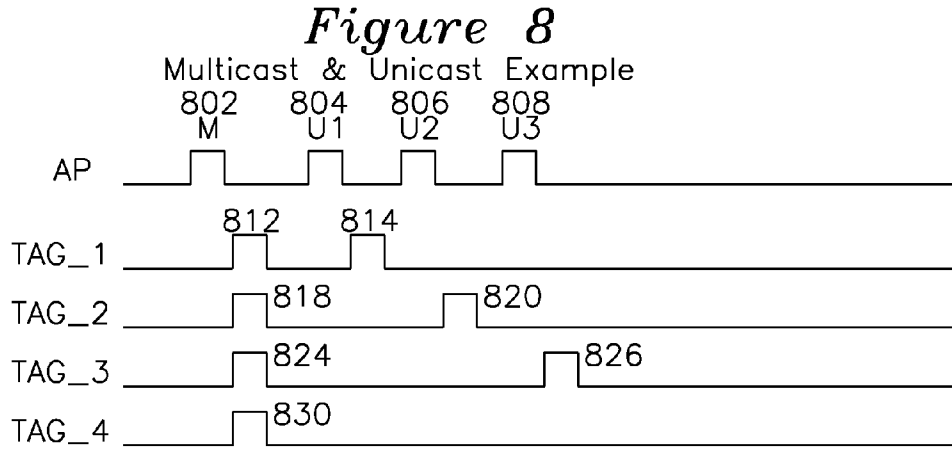 Figure 8
Multicast & Unicast Example
802 804 806 808
M U1 U2 U3
AP
812 814
TAG_1
TAG_2 818 820
TAG_3 824 826
TAG_4 830